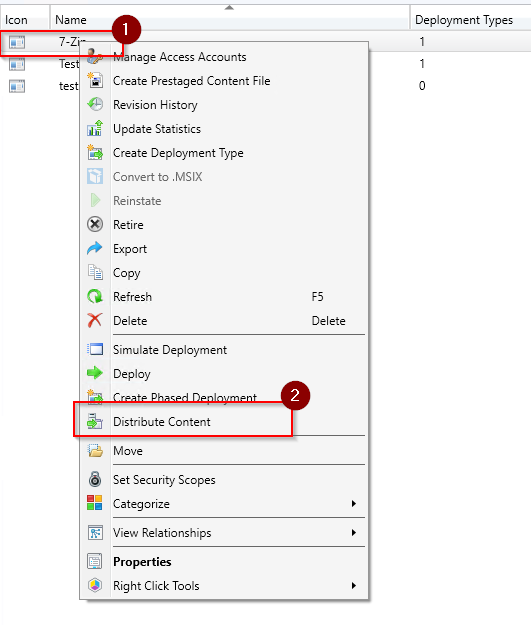 Icon Name Deployment Types
1
7-Zip 1
Test 1
test 0
Manage Access Accounts
Create Prestaged Content File
Revision History
Update Statistics
Create Deployment Type
Convert to .MSIX
Reinstate
Retire
Export
Copy
Refresh F5
Delete Delete
Simulate Deployment
Deploy
Create Phased Deployment
2
Distribute Content
Move
Set Security Scopes
Categorize
View Relationships
Properties
Right Click Tools